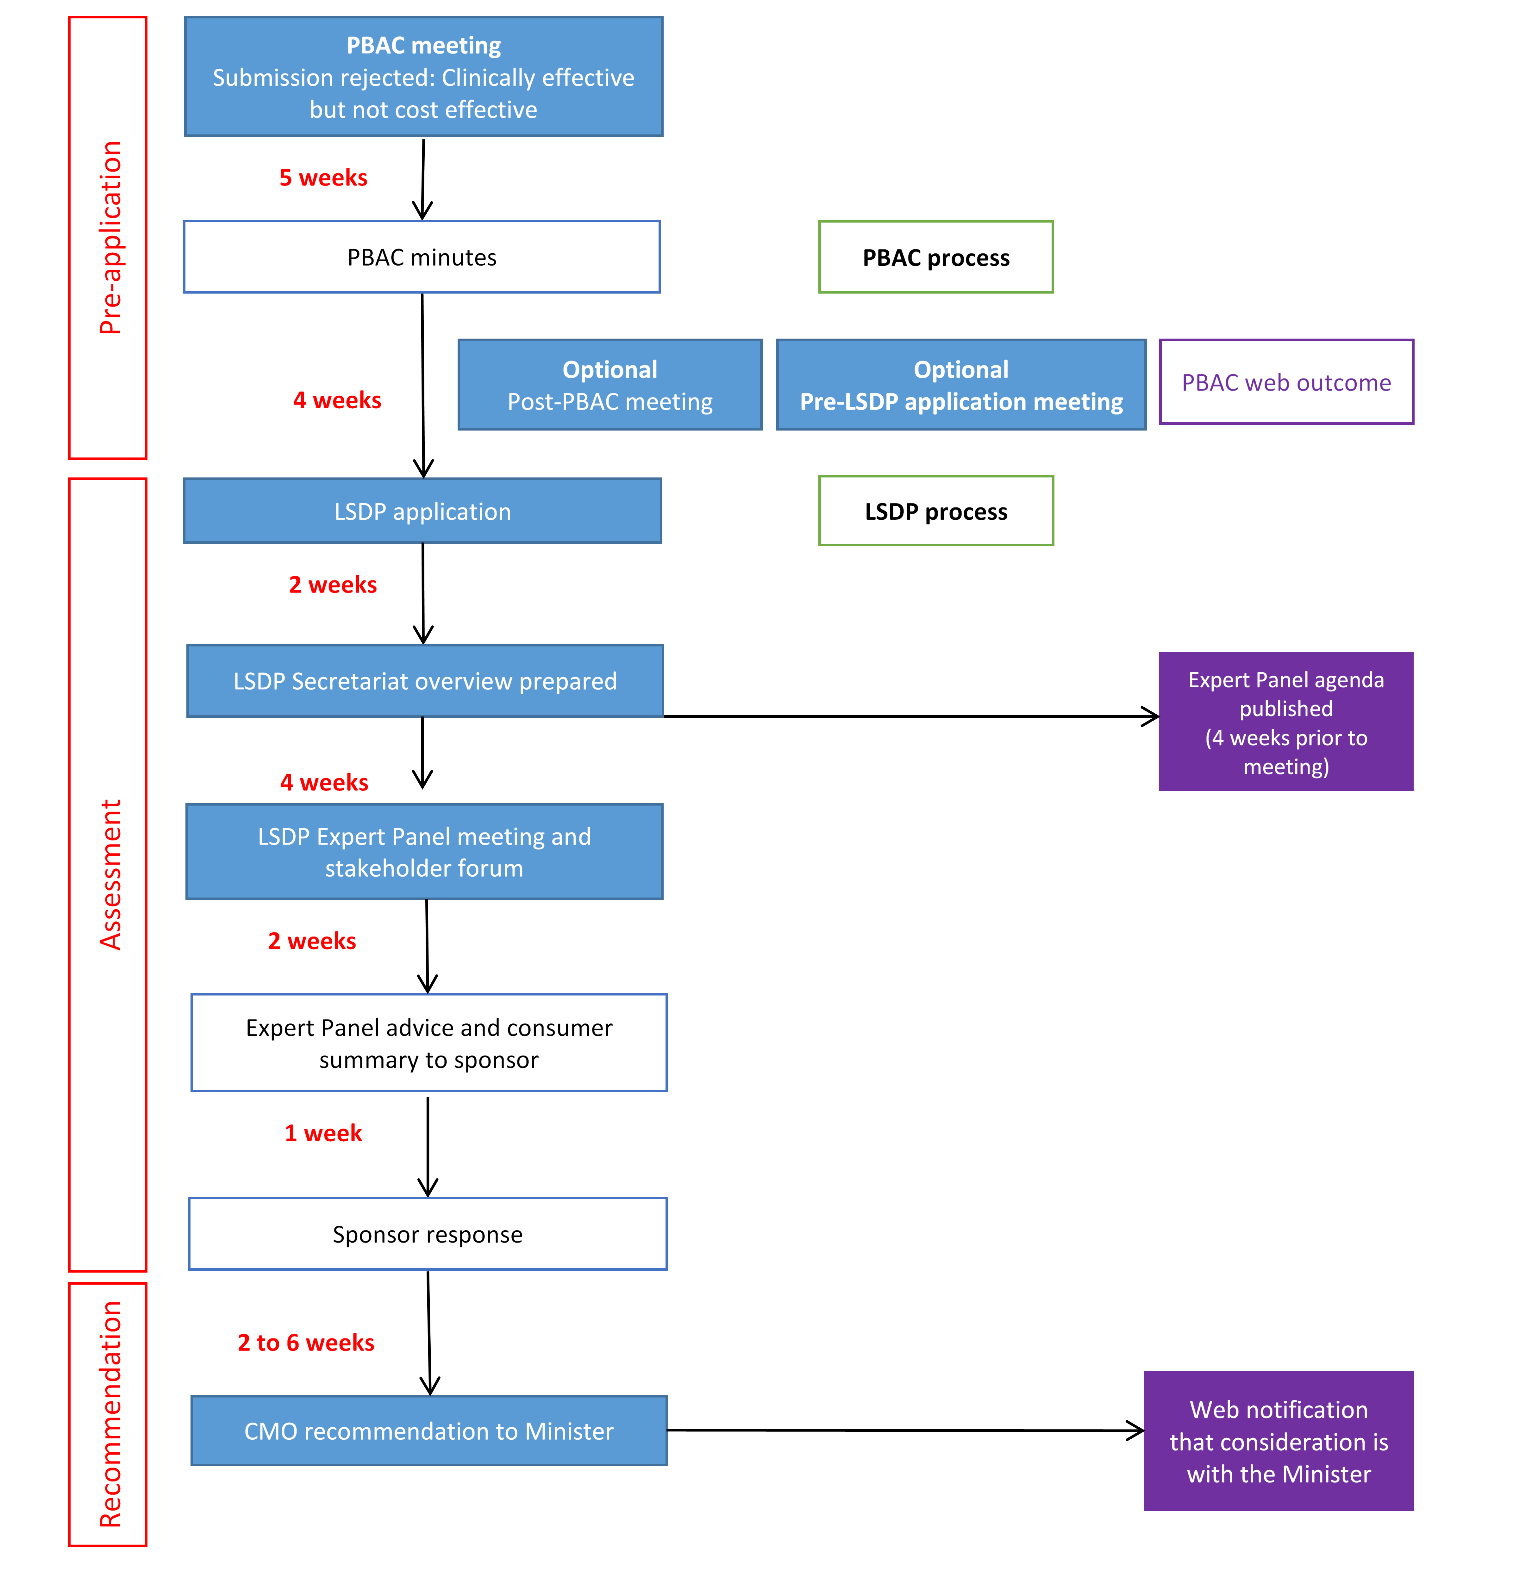 Pre-application
PBAC meeting
Submission rejected: Clinically effective
but not cost effective
5 weeks
PBAC minutes
PBAC process
4 weeks
Optional
Post-PBAC meeting
Optional
Pre-LSDP application meeting
PBAC web outcome
Assessment
LSDP application
LSDP process
2 weeks
LSDP Secretariat overview prepared
Expert Panel agenda
published
(4 weeks prior to
meeting)
4 weeks
LSDP Expert Panel meeting and
stakeholder forum
2 weeks
Expert Panel advice and consumer
summary to sponsor
1 week
Sponsor response
Recommendation
2 to 6 weeks
CMO recommendation to Minister
Web notification
that consideration is
with the Minister